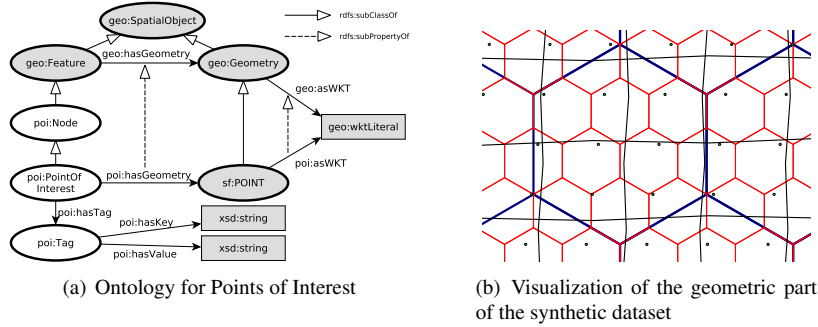 geo:SpatialObject
rdfs:subClassOf
rdfs:subPropertyOf
geo:Feature
geo:hasGeometry
geo:Geometry
geo:asWKT
poi:Node
geo:wktLiteral
poi:asWKT
poi:PointOf
Interest
poi:hasGeometry
sf:POINT
poi:hasTag
poi:hasKey
xsd:string
poi:Tag
poi:hasValue
xsd:string
(a) Ontology for Points of Interest
(b) Visualization of the geometric part
of the synthetic dataset